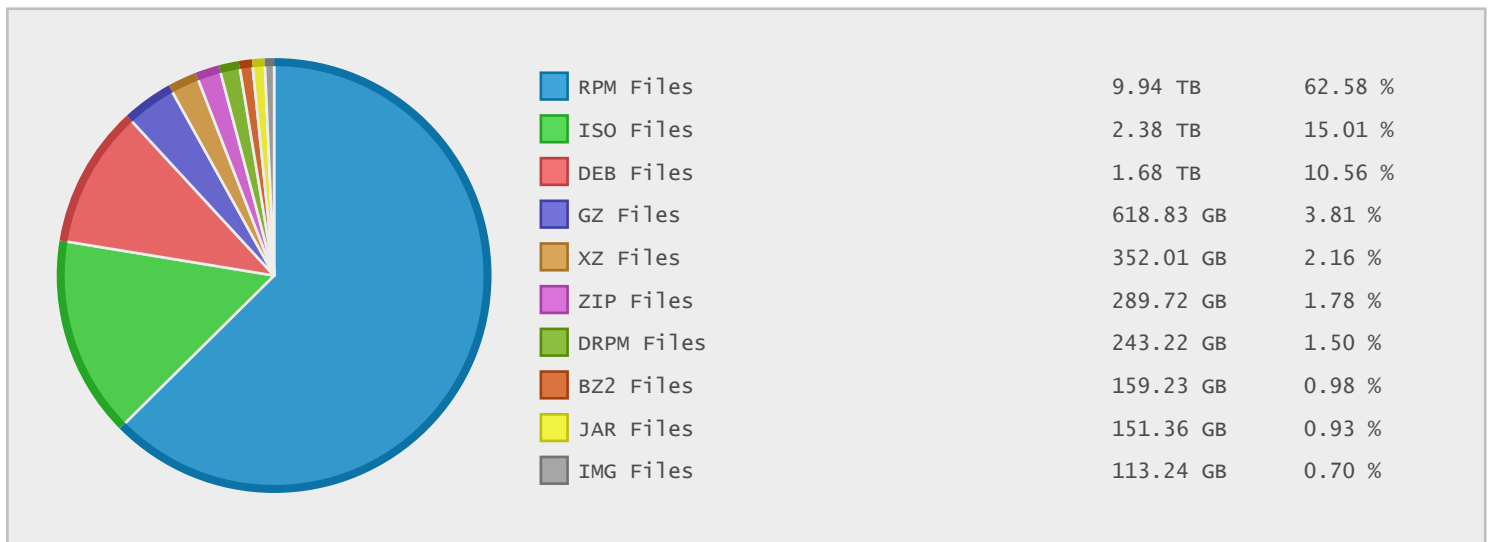 RPM Files 9.94 TB 62.58 %
ISO Files 2.38 TB 15.01 %
DEB Files 1.68 TB 10.56 %
GZ Files 618.83 GB 3.81 %
XZ Files 352.01 GB 2.16 %
ZIP Files 289.72 GB 1.78 %
DRPM Files 243.22 GB 1.50 %
BZ2 Files 159.23 GB 0.98 %
JAR Files 151.36 GB 0.93 %
IMG Files 113.24 GB 0.70 %